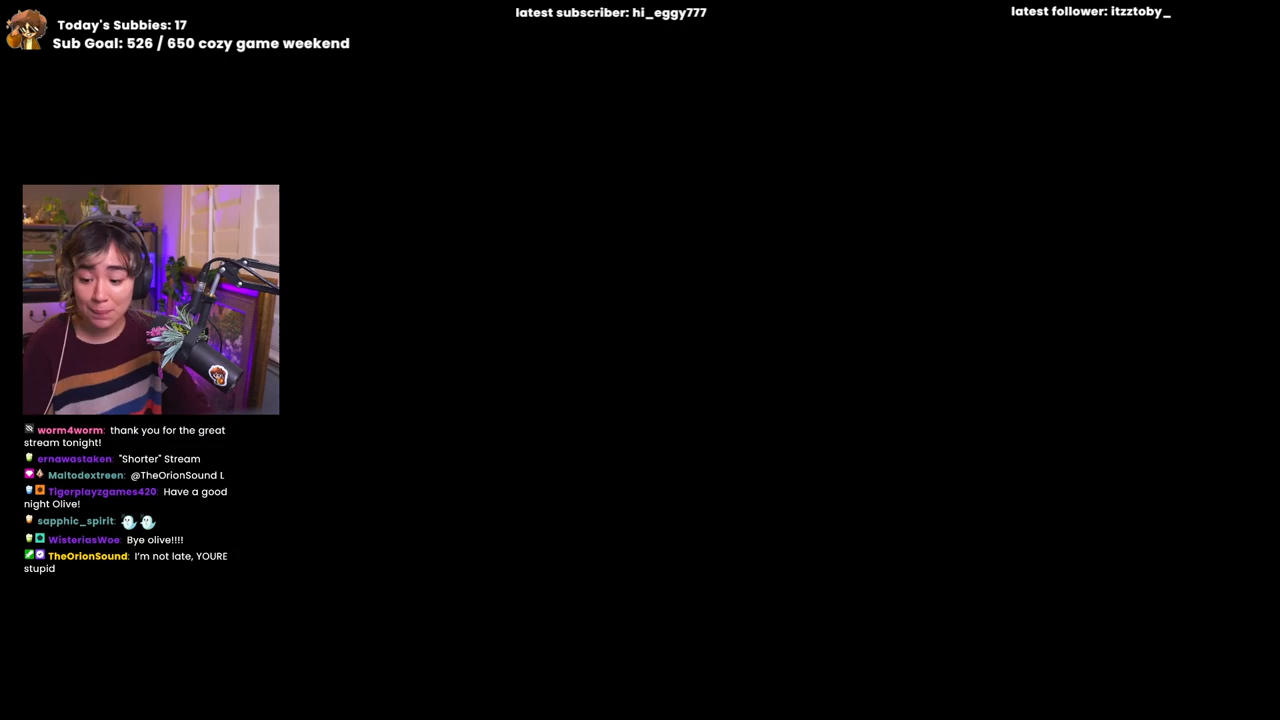 Today's Subbies: 17
Sub Goal: 526 / 650 cozy game weekend
latest subscriber: hi_eggy777
latest follower: itzztoby_
worm4worm: thank you for the great
stream tonight!
ernawastaken: "Shorter" Stream
Maltodextreen: @TheOrionSound L
Tigerplayzgames420: Have a good
night Olive!
sapphic_spirit:
WisteriasWoe: Bye olive!!!!
TheOrionSound: I'm not late, YOURE
stupid